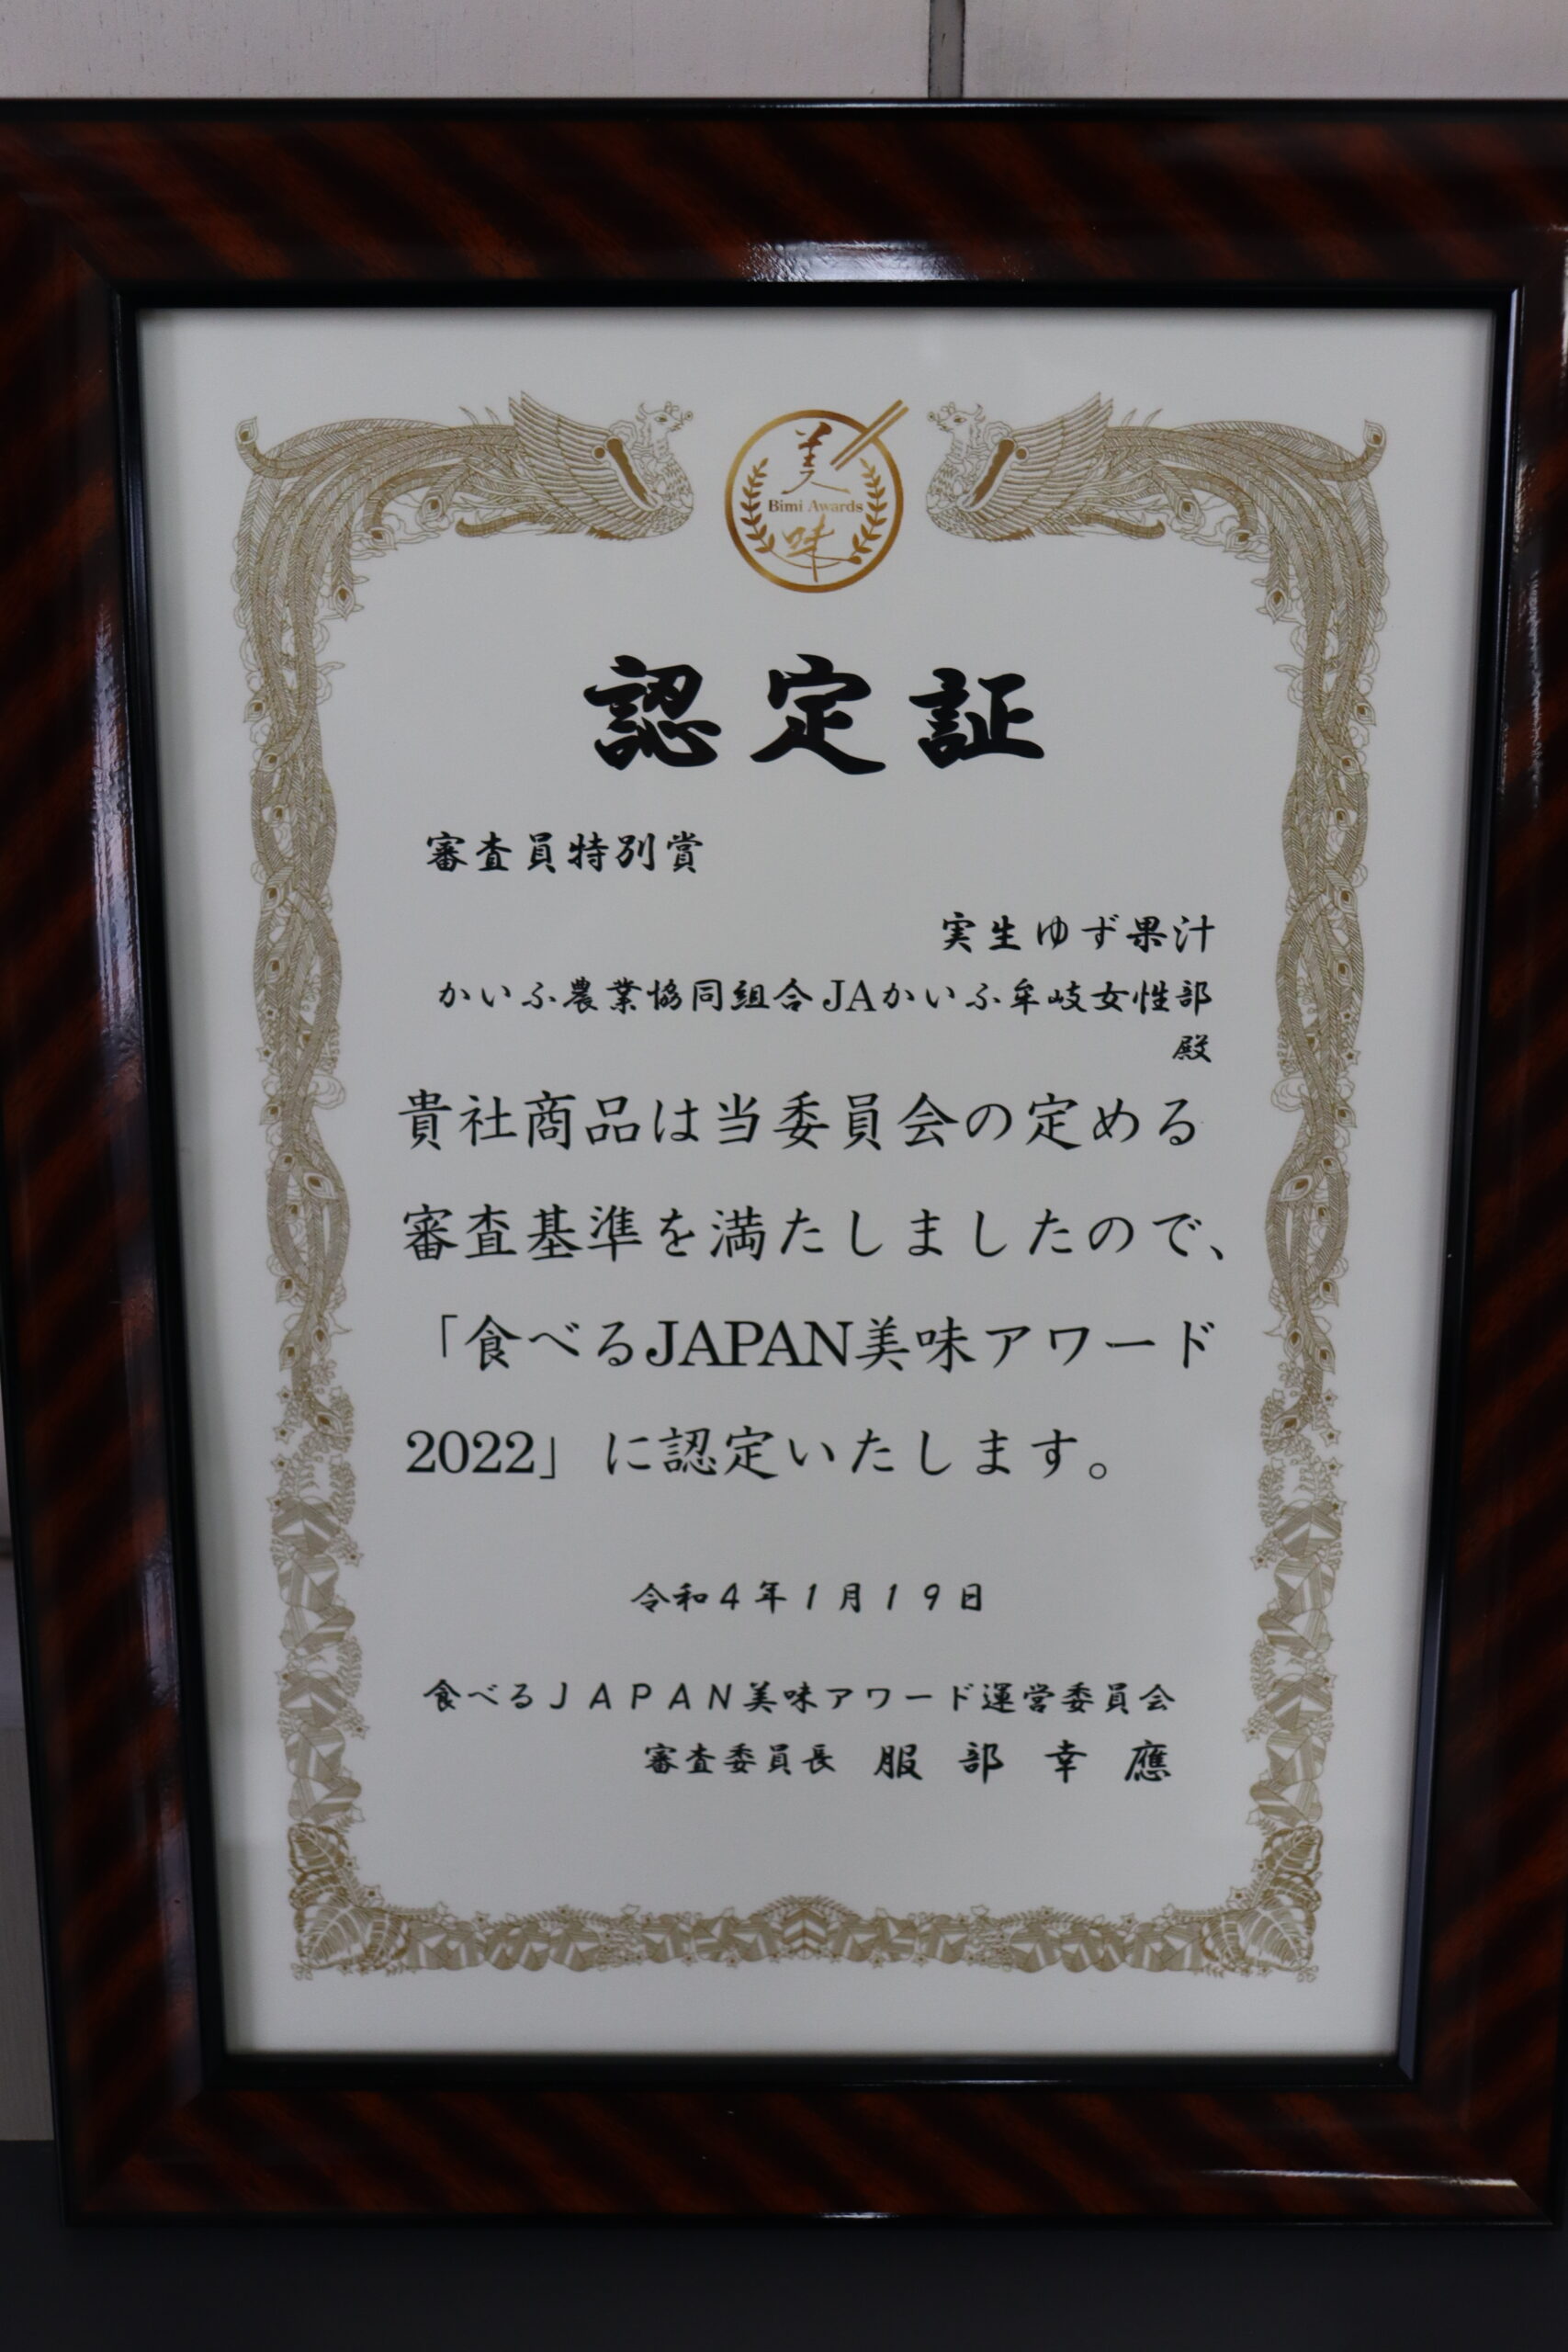 美
Bimi Awards
味
認定証
審査員特別賞
実生ゆず果汁
かいふ農業協同組合JAかいふ牟岐女性部
殿
貴社商品は当委員会の定める
審査基準を満たしましたので、
「食べるJAPAN美味アワード
2022」に認定いたします。
令和4年1月19日
食べるＪＡＰＡＮ美味アワード運営委員会
審査委員長 服部幸應